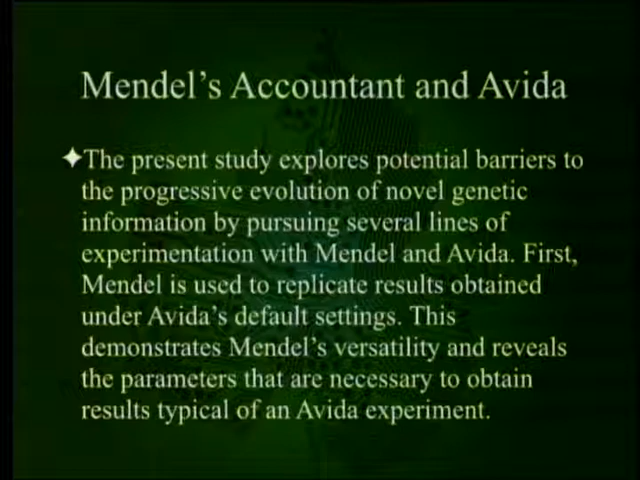 Mendel's Accountant and Avida
✦The present study explores potential barriers to
the progressive evolution of novel genetic
information by pursuing several lines of
experimentation with Mendel and Avida. First,
Mendel is used to replicate results obtained
under Avida's default settings. This
demonstrates Mendel's versatility and reveals
the parameters that are necessary to obtain
results typical of an Avida experiment.